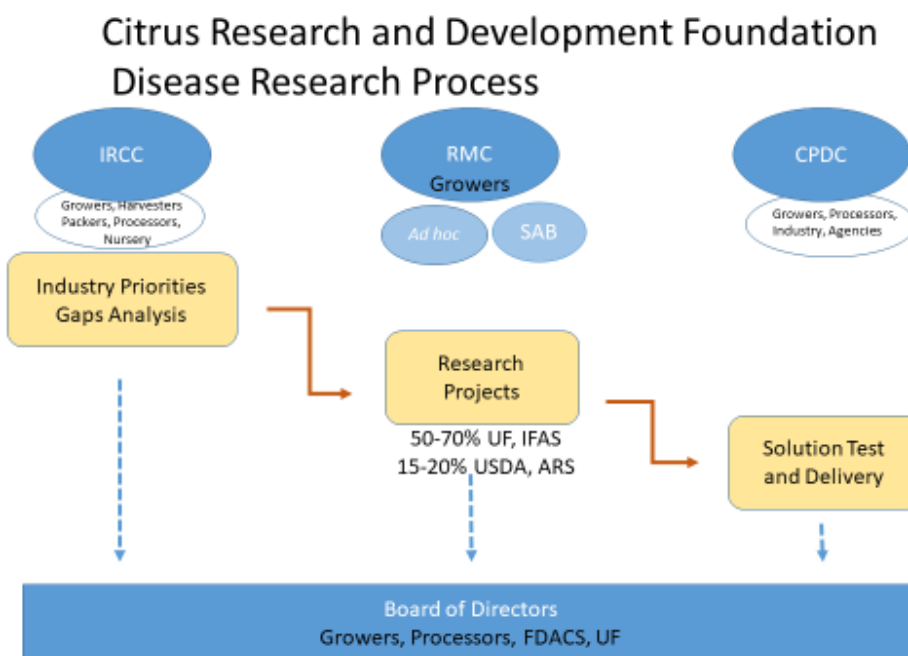 Citrus Research and Development Foundation
Disease Research Process
IRCC
Growers, Harvesters
Packers, Processors,
Nursery
Industry Priorities
Gaps Analysis
RMC
Growers
Ad hoc
SAB
Research
Projects
50-70% UF, IFAS
15-20% USDA, ARS
CPDC
Growers, Processors,
Industry, Agencies
Solution Test
and Delivery
Board of Directors
Growers, Processors, FDACS, UF